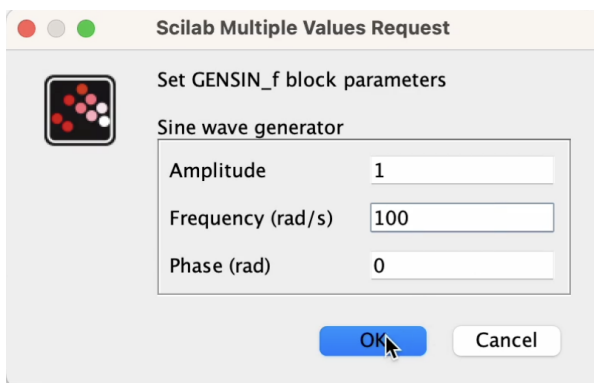 Scilab Multiple Values Request
Set GENSIN_f block parameters
Sine wave generator
Amplitude 1
Frequency (rad/s) 100
Phase (rad) 0
OK Cancel